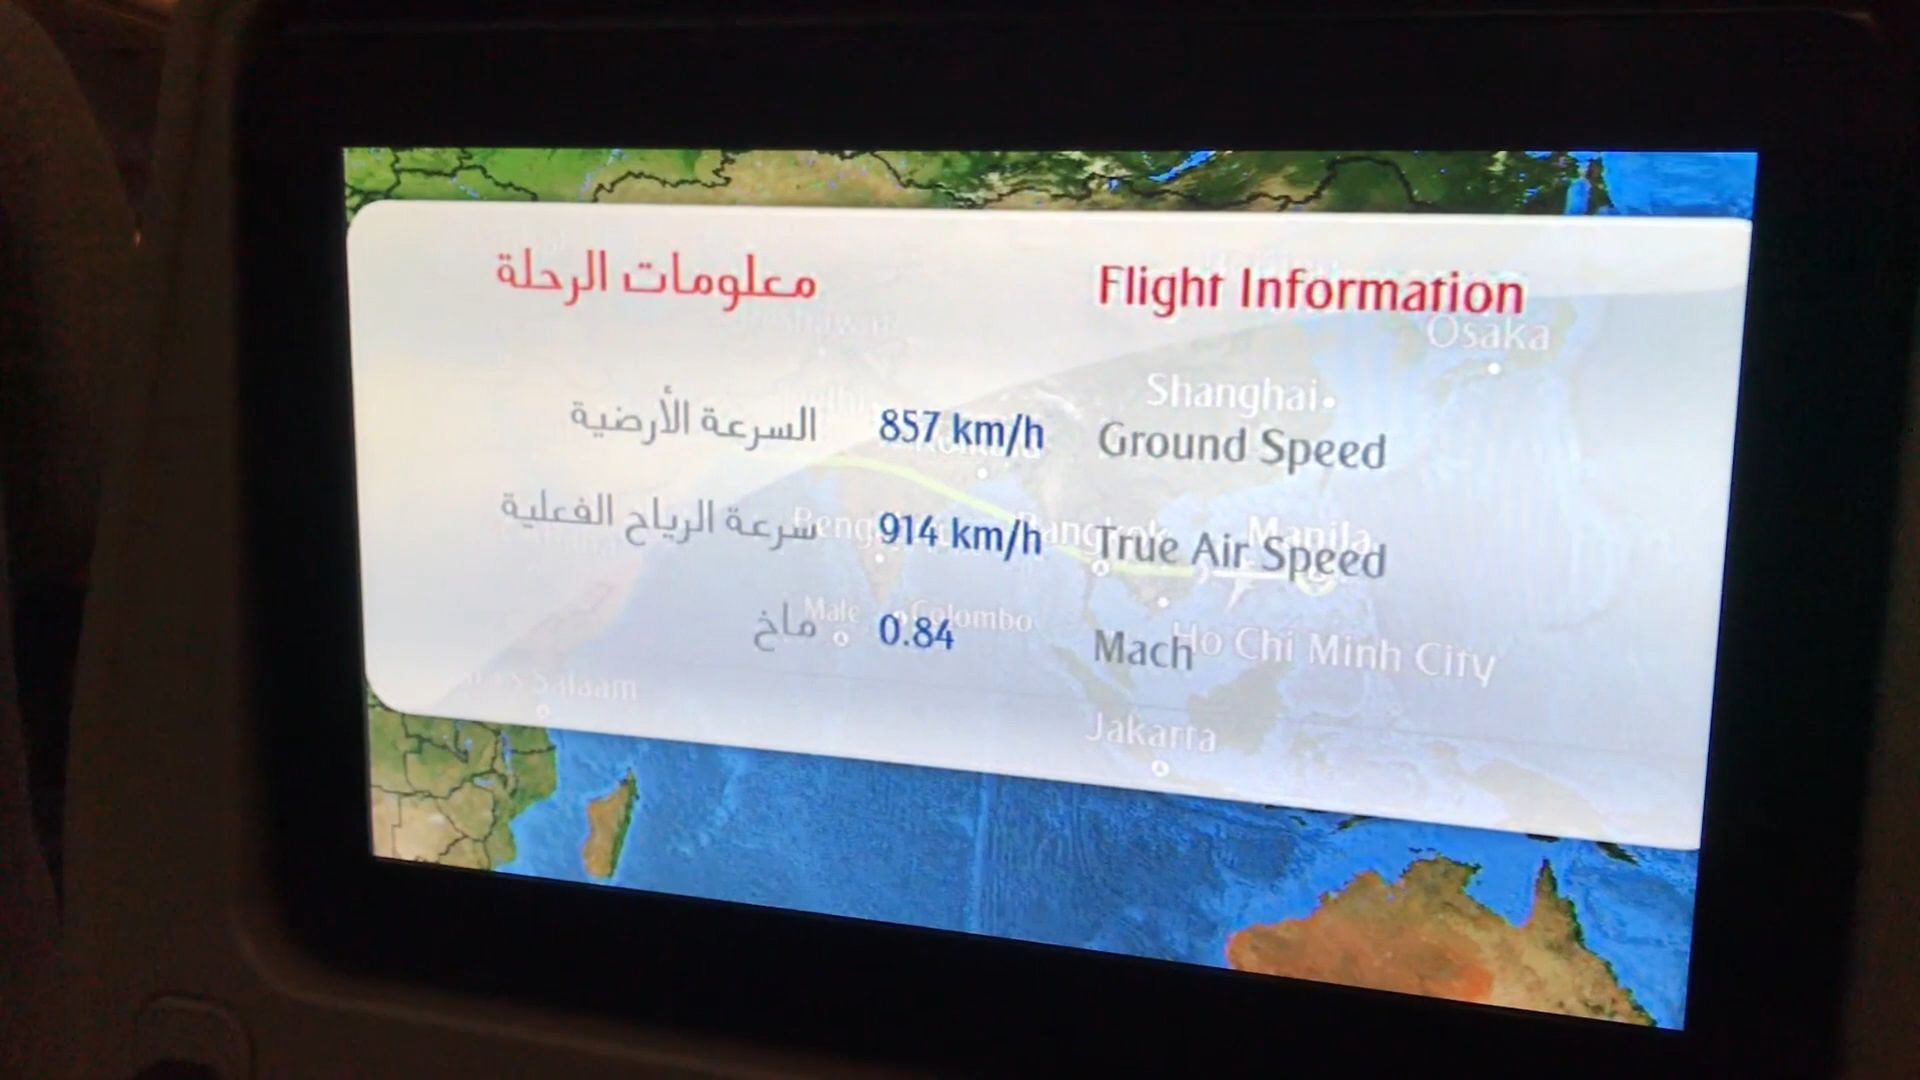 معلومات الرحلة
Flight Information
Osaka
Shanghai
السرعة الأرضية
857 km/h
Ground Speed
سرعة الرياح الفعلية
914 km/h
True Air Speed
Manila
ماخ
0.84
Mach
Male
Colombo
Ho Chi Minh City
Salaam
Jakarta